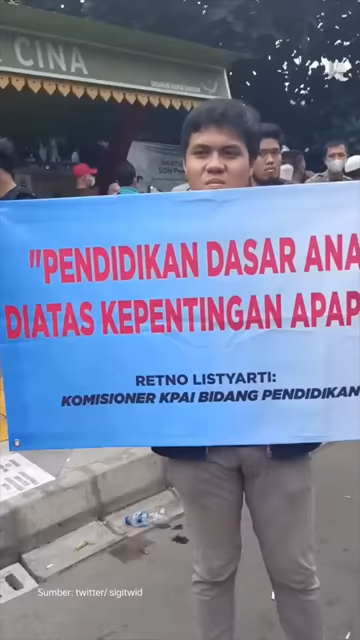 CINA
"PENDIDIKAN DASAR ANA
DIATAS KEPENTINGAN APAP
RETNO LISTYARTI:
KOMISIONER KPAI BIDANG PENDIDIKAN
Sumber: twitter/ sigitwid